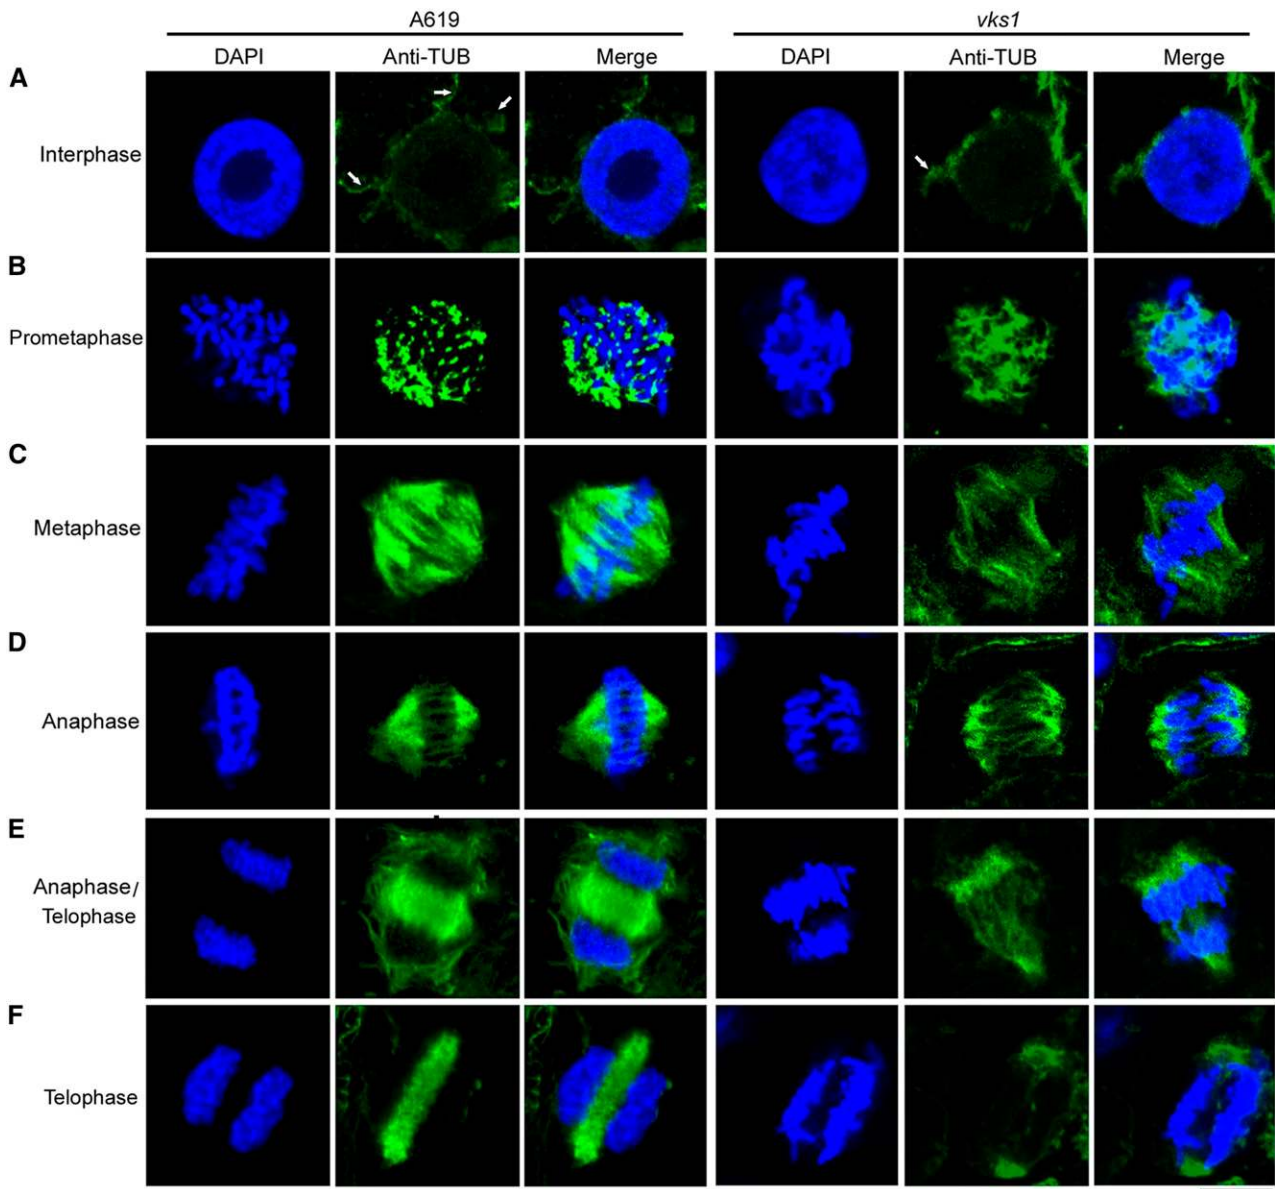 A619 vks1
DAPI Anti-TUB Merge DAPI Anti-TUB Merge
A
Interphase
B
Prometaphase
C
Metaphase
D
Anaphase
E
Anaphase/
Telophase
F
Telophase